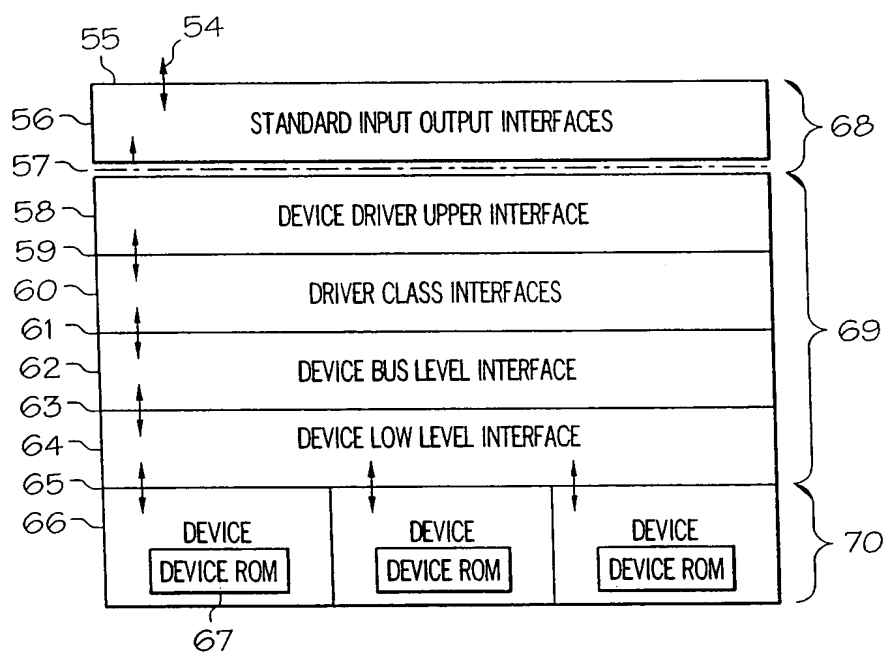 54
55
56
STANDARD INPUT OUTPUT INTERFACES
68
57
58
DEVICE DRIVER UPPER INTERFACE
59
60
DRIVER CLASS INTERFACES
61
69
62
DEVICE BUS LEVEL INTERFACE
63
64
DEVICE LOW LEVEL INTERFACE
65
66
DEVICE DEVICE DEVICE
70
DEVICE ROM DEVICE ROM DEVICE ROM
67